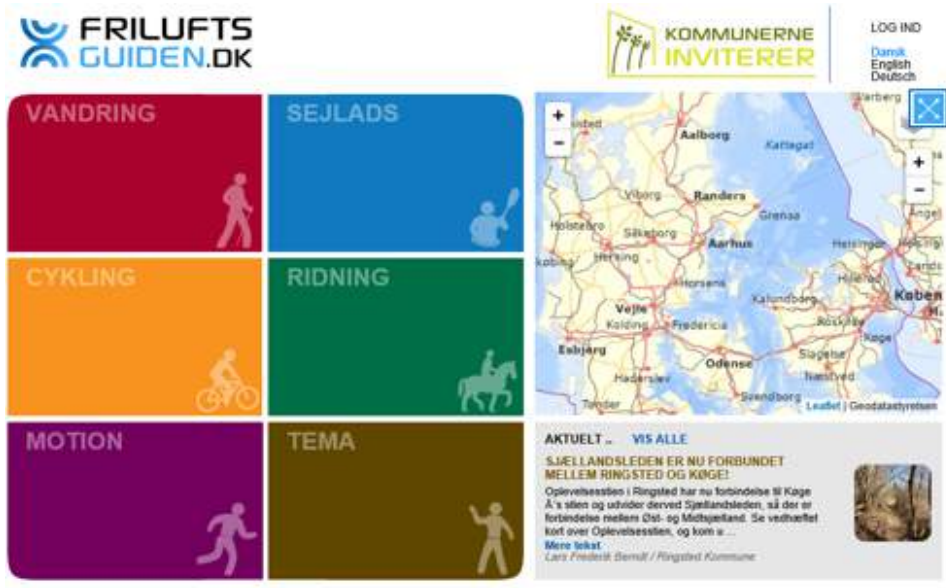 FRILUFTS
GUIDEN.DK
KOMMUNERNE
INVITERER
LOG IND
Dansk
English
Deutsch
VANDRING
SEJLADS
CYKLING
RIDNING
MOTION
TEMA
+
−
Varberg
Aalborg
Kattegat
+
−
Viborg
Randers
Grenaa
Holstebro
Silkeborg
Aarhus
Herning
Helsingør
Horsens
Hillerød
Kalundborg
Køben
Vejle
Kolding
Fredericia
Roskilde
Køge
Esbjerg
Odense
Slagelse
Næstved
Haderslev
Svendborg
Tønder
Leaflet | Geodatastyrelsen
AKTUELT .. VIS ALLE
SJÆLLANDSLEDEN ER NU FORBUNDET
MELLEM RINGSTED OG KØGE!
Oplevelsesstien i Ringsted har nu forbindelse til Køge
Å's stien og udvider derved Sjællandsleden, så der er
forbindelse mellem Øst- og Midtsjælland. Se vedhæftet
kort over Oplevelsesstien, og kom u ...
Mere tekst
Lars Frederik Berndt / Ringsted Kommune